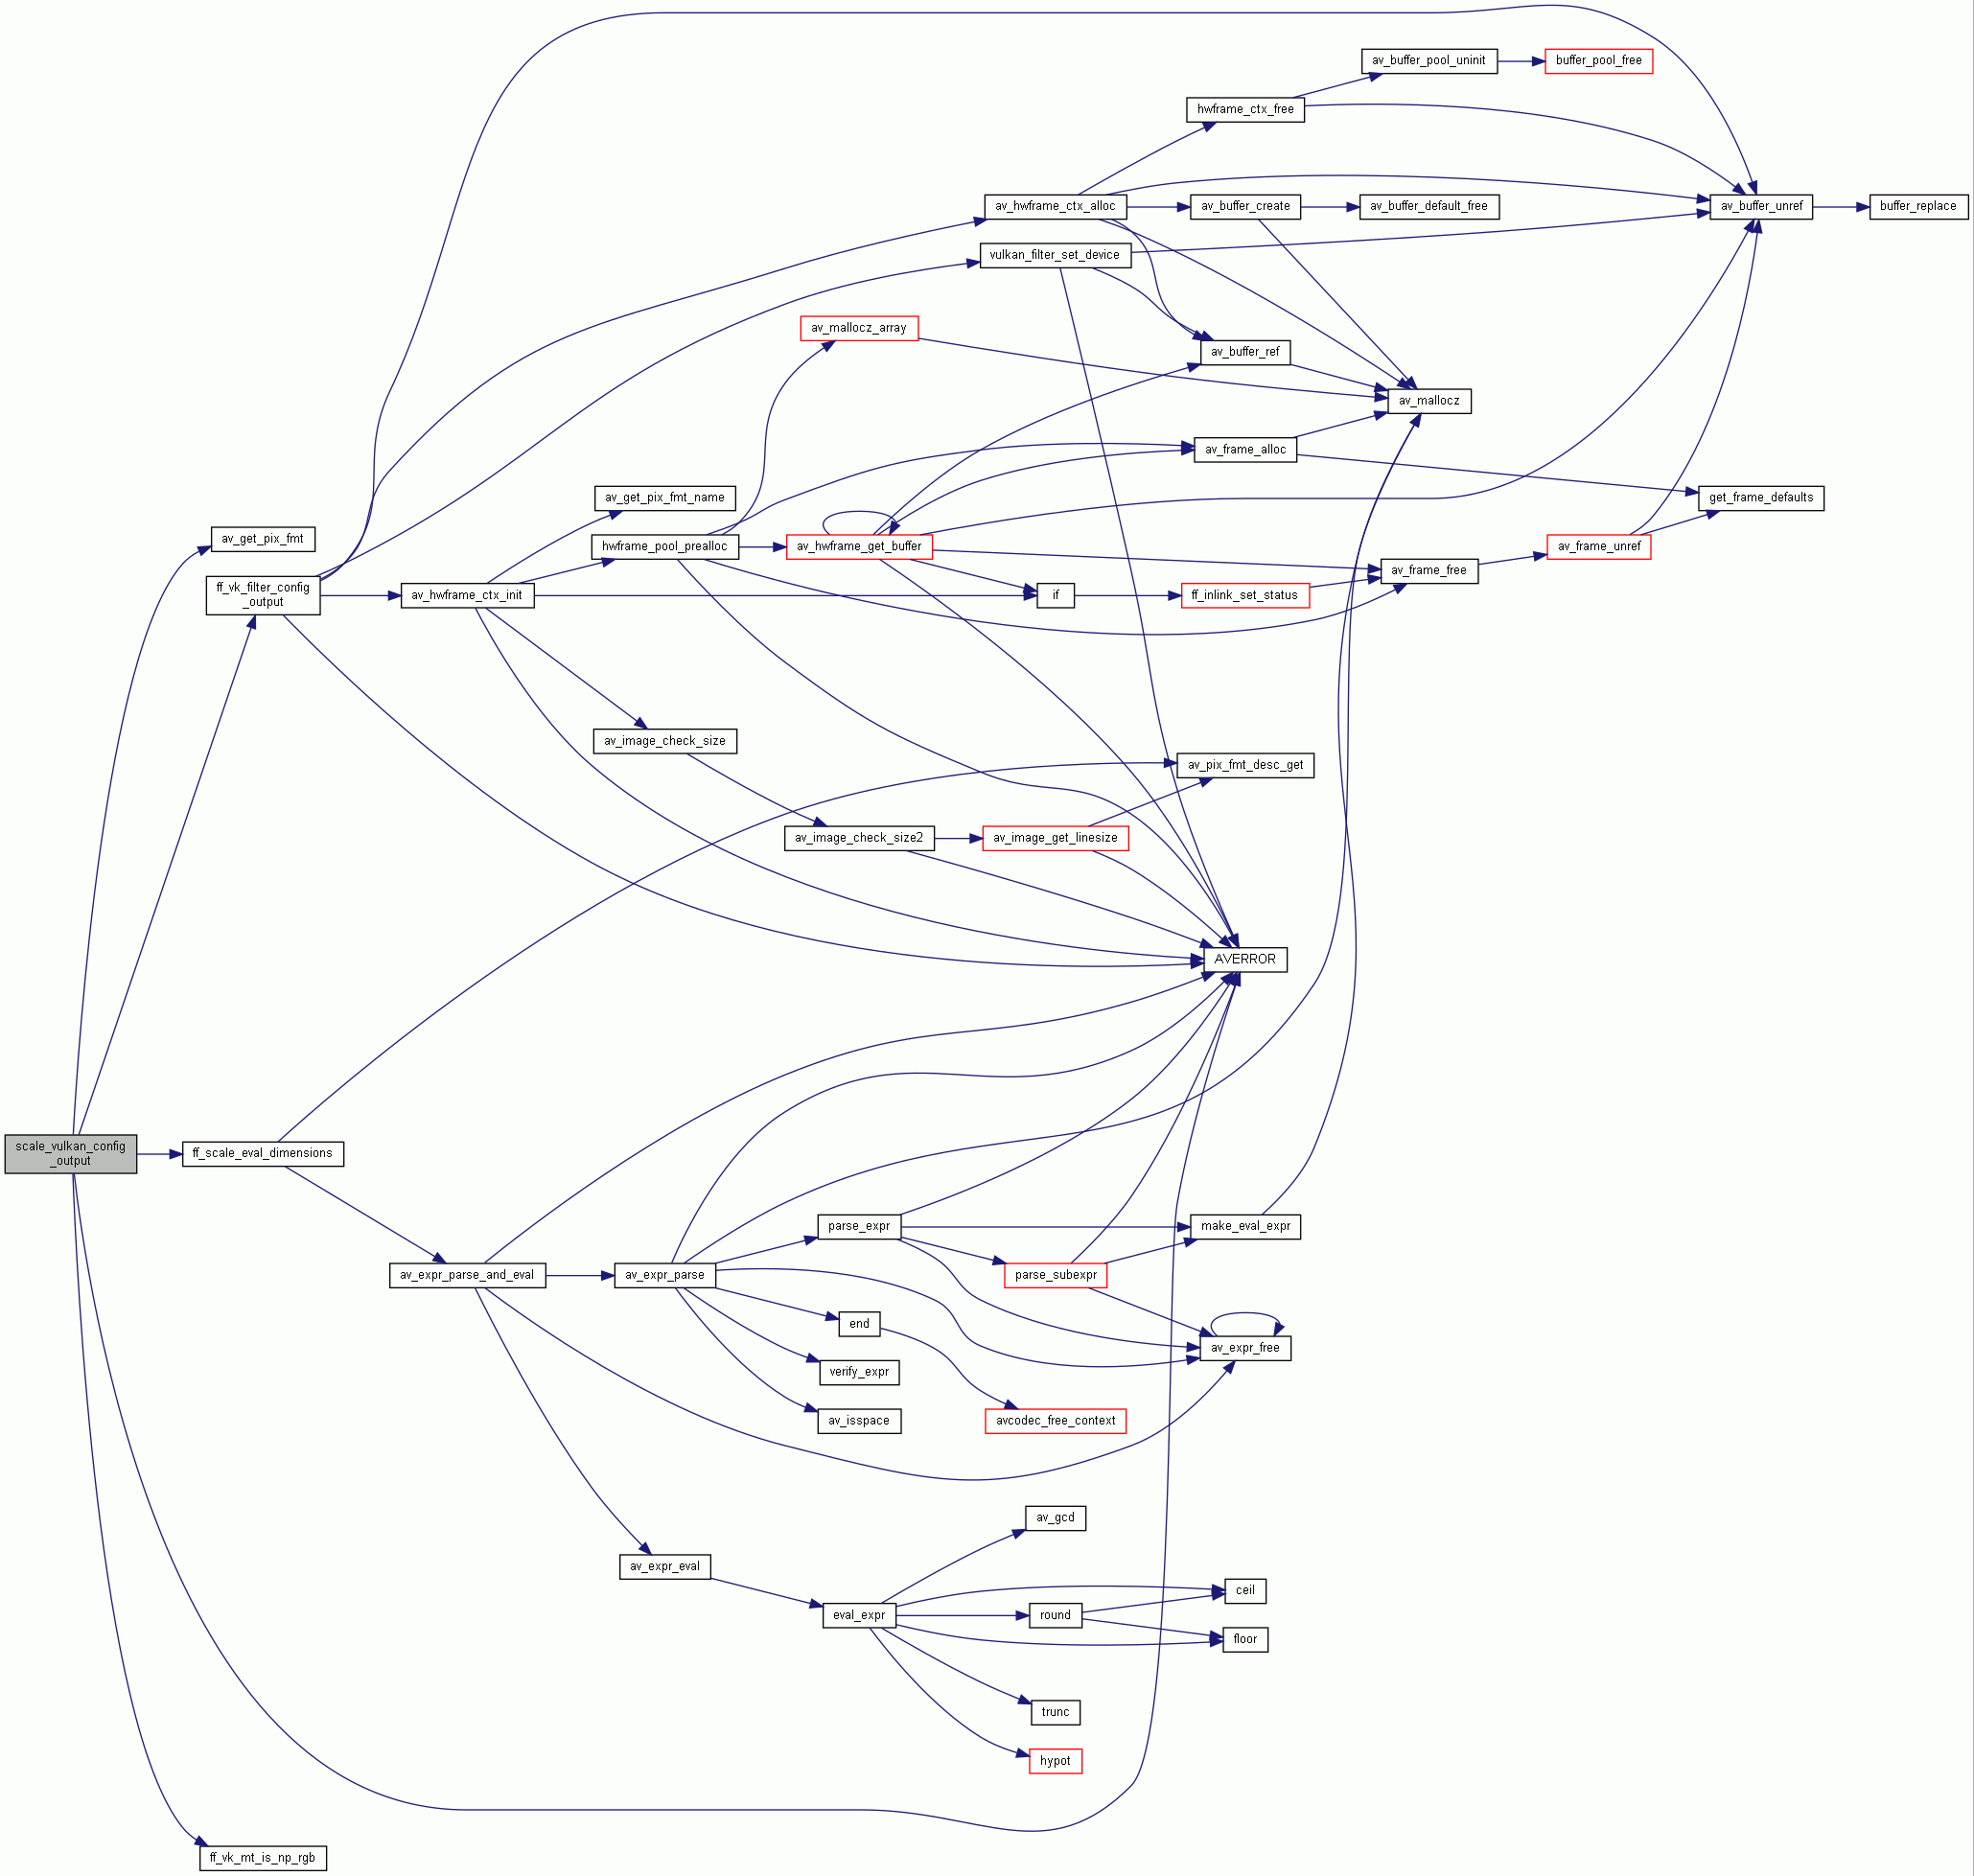 av_buffer_pool_uninit
buffer_pool_free
hwframe_ctx_free
av_hwframe_ctx_alloc
av_buffer_create
av_buffer_default_free
av_buffer_unref
buffer_replace
vulkan_filter_set_device
av_mallocz_array
av_buffer_ref
av_mallocz
av_frame_alloc
av_get_pix_fmt_name
get_frame_defaults
av_get_pix_fmt
hwframe_pool_prealloc
av_hwframe_get_buffer
av_frame_unref
av_frame_free
ff_vk_filter_config
_output
av_hwframe_ctx_init
if
ff_inlink_set_status
av_image_check_size
av_pix_fmt_desc_get
av_image_check_size2
av_image_get_linesize
AVERROR
scale_vulkan_config
_output
ff_scale_eval_dimensions
parse_expr
make_eval_expr
av_expr_parse_and_eval
av_expr_parse
parse_subexpr
end
av_expr_free
verify_expr
av_isspace
avcodec_free_context
av_gcd
av_expr_eval
ceil
eval_expr
round
floor
trunc
hypot
ff_vk_mt_is_np_rgb